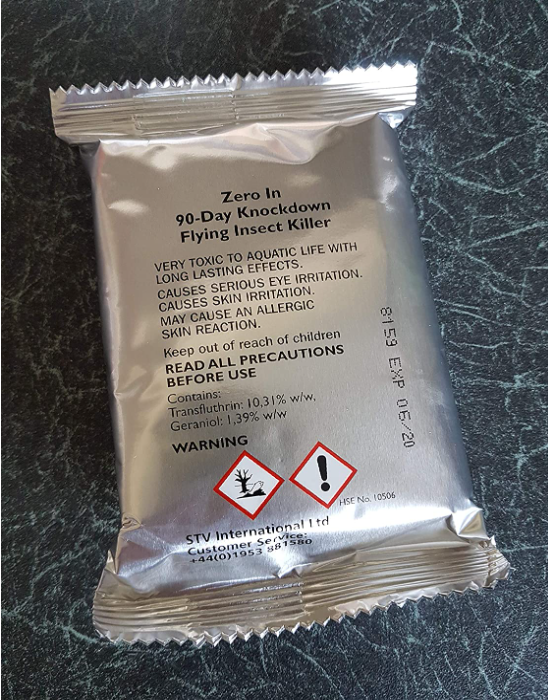 Zero In
90-Day Knockdown
Flying Insect Killer
VERY TOXIC TO AQUATIC LIFE WITH
LONG LASTING EFFECTS.
CAUSES SERIOUS EYE IRRITATION.
CAUSES SKIN IRRITATION.
MAY CAUSE AN ALLERGIC
SKIN REACTION.
Keep out of reach of children
READ ALL PRECAUTIONS
BEFORE USE
Contains:
Transfluthrin: 10,31% w/w,
Geraniol: 1,39% w/w
WARNING
HSE No. 10506
STV International Ltd
Customer Service:
+44(0)1953 881580
8159 EXP 06/20